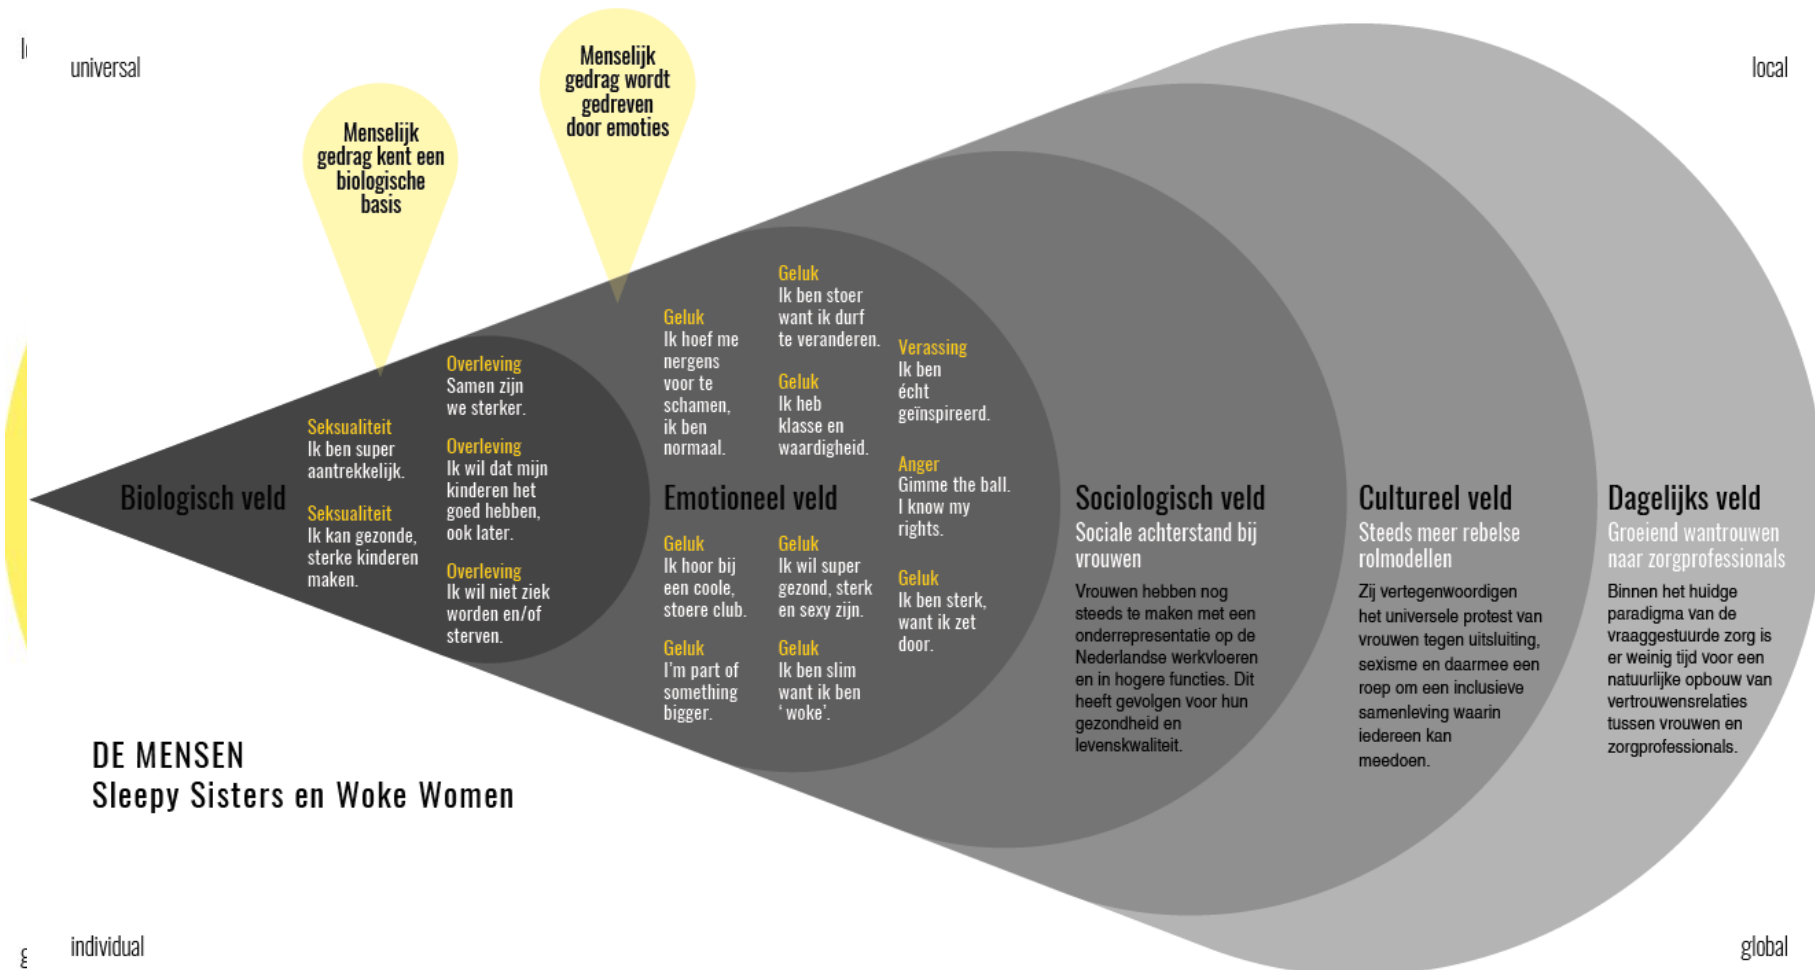 universal
local
Menselijk
gedrag kent een
biologische
basis
Menselijk
gedrag wordt
gedreven
door emoties
Biologisch veld
Seksualiteit
Ik ben super
aantrekkelijk.
Seksualiteit
Ik kan gezonde,
sterke kinderen
maken.
Overleving
Samen zijn
we sterker.
Overleving
Ik wil dat mijn
kinderen het
goed hebben,
ook later.
Overleving
Ik wil niet ziek
worden en/of
sterven.
Emotioneel veld
Geluk
Ik hoef me
nergens
voor te
schamen,
ik ben
normaal.
Geluk
Ik ben stoer
want ik durf
te veranderen.
Geluk
Ik heb
klasse en
waardigheid.
Verassing
Ik ben
écht
geïnspireerd.
Anger
Gimme the ball.
I know my
rights.
Geluk
Ik hoor bij
een coole,
stoere club.
Geluk
I'm part of
something
bigger.
Geluk
Ik wil super
gezond, sterk
en sexy zijn.
Geluk
Ik ben slim
want ik ben
‘ woke’.
Geluk
Ik ben sterk,
want ik zet
door.
Sociologisch veld
Sociale achterstand bij
vrouwen
Vrouwen hebben nog
steeds te maken met een
onderrepresentatie op de
Nederlandse werkvloeren
en in hogere functies. Dit
heeft gevolgen voor hun
gezondheid en
levenskwaliteit.
Cultureel veld
Steeds meer rebelse
rolmodellen
Zij vertegenwoordigen
het universele protest van
vrouwen tegen uitsluiting,
sexisme en daarmee een
roep om een inclusieve
samenleving waarin
iedereen kan
meedoen.
Dagelijks veld
Groeiend wantrouwen
naar zorgprofessionals
Binnen het huidge
paradigma van de
vraaggestuurde zorg is
er weinig tijd voor een
natuurlijke opbouw van
vertrouwensrelaties
tussen vrouwen en
zorgprofessionals.
DE MENSEN
Sleepy Sisters en Woke Women
individual
global